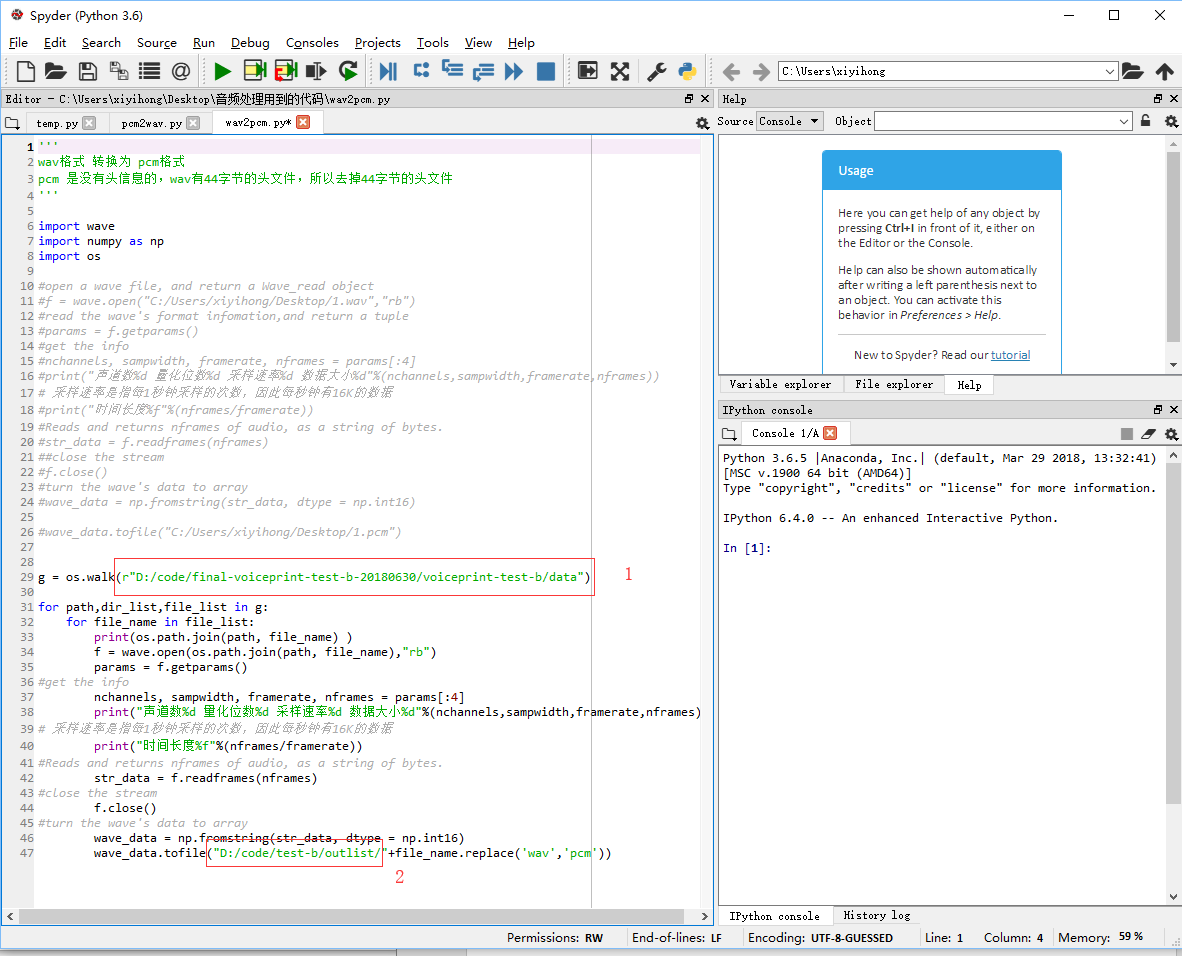 Spyder (Python 3.6)
File Edit Search Source Run Debug Consoles Projects Tools View Help
C:\Users\xiyihong
Editor - C:\Users\xiyihong\Desktop\音频处理用到的代码\wav2pcm.py
temp.py pcm2wav.py wav2pcm.py*
1 '''
2 wav格式 转换为 pcm格式
3 pcm 是没有头信息的，wav有44字节的头文件，所以去掉44字节的头文件
4 '''
5
6 import wave
7 import numpy as np
8 import os
9
10 #open a wave file, and return a Wave_read object
11 #f = wave.open("C:/Users/xiyihong/Desktop/1.wav","rb")
12 #read the wave's format infomation,and return a tuple
13 #params = f.getparams()
14 #get the info
15 #nchannels, sampwidth, framerate, nframes = params[:4]
16 #print("声道数%d 量化位数%d 采样速率%d 数据大小%d"%(nchannels,sampwidth,framerate,nframes))
17 # 采样速率是指每1秒钟采样的次数，因此每秒钟有16K的数据
18 #print("时间长度%f"%(nframes/framerate))
19 #Reads and returns nframes of audio, as a string of bytes.
20 #str_data = f.readframes(nframes)
21 ##close the stream
22 #f.close()
23 #turn the wave's data to array
24 #wave_data = np.fromstring(str_data, dtype = np.int16)
25
26 #wave_data.tofile("C:/Users/xiyihong/Desktop/1.pcm")
27
28
29 g = os.walk(r"D:/code/final-voiceprint-test-b-20180630/voiceprint-test-b/data")
1
30
31 for path,dir_list,file_list in g:
32 for file_name in file_list:
33 print(os.path.join(path, file_name) )
34 f = wave.open(os.path.join(path, file_name),"rb")
35 params = f.getparams()
36 #get the info
37 nchannels, sampwidth, framerate, nframes = params[:4]
38 print("声道数%d 量化位数%d 采样速率%d 数据大小%d"%(nchannels,sampwidth,framerate,nframes)
39 # 采样速率是指每1秒钟采样的次数，因此每秒钟有16K的数据
40 print("时间长度%f"%(nframes/framerate))
41 #Reads and returns nframes of audio, as a string of bytes.
42 str_data = f.readframes(nframes)
43 #close the stream
44 f.close()
45 #turn the wave's data to array
46 wave_data = np.fromstring(str_data, dtype = np.int16)
47 wave_data.tofile("D:/code/test-b/outlist/"+file_name.replace('wav','pcm'))
2
Help
Source Console Object
Usage
Here you can get help of any object by
pressing Ctrl+I in front of it, either on
the Editor or the Console.
Help can also be shown automatically
after writing a left parenthesis next to
an object. You can activate this
behavior in Preferences > Help.
New to Spyder? Read our tutorial
Variable explorer File explorer Help
IPython console
Console 1/A
Python 3.6.5 |Anaconda, Inc.| (default, Mar 29 2018, 13:32:41)
[MSC v.1900 64 bit (AMD64)]
Type "copyright", "credits" or "license" for more information.
IPython 6.4.0 -- An enhanced Interactive Python.
In [1]:
IPython console History log
Permissions: RW End-of-lines: LF Encoding: UTF-8-GUESSED Line: 1 Column: 4 Memory: 59 %